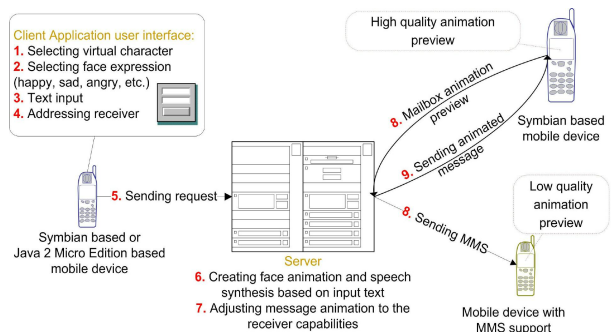 Client Application user interface:
1. Selecting virtual character
2. Selecting face expression
(happy, sad, angry, etc.)
3. Text input
4. Addressing receiver
High quality animation
preview
8. Mailbox animation
preview
Symbian based
mobile device
9. Sending animated
message
5. Sending request
Low quality
animation
preview
8. Sending MMS
Symbian based or
Java 2 Micro Edition based
mobile device
Server
6. Creating face animation and speech
synthesis based on input text
7. Adjusting message animation to the
receiver capabilities
Mobile device with
MMS support